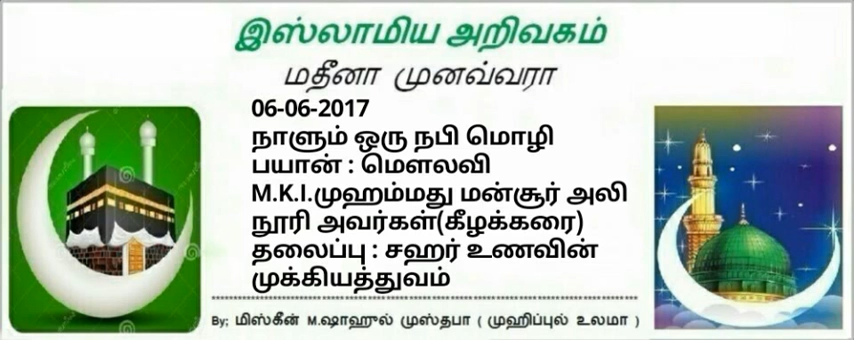 இஸ்லாமிய அறிவகம்
மதீனா முனவ்வரா
06-06-2017
நாளும் ஒரு நபி மொழி
பயான் : மௌலவி
M.K.I.முஹம்மது மன்சூர் அலி
நூரி அவர்கள்(கீழக்கரை)
தலைப்பு : சஹர் உணவின்
முக்கியத்துவம்
By; மிஸ்கீன் M.ஷாஹுல் முஸ்தபா ( முஹிப்புல் உலமா )